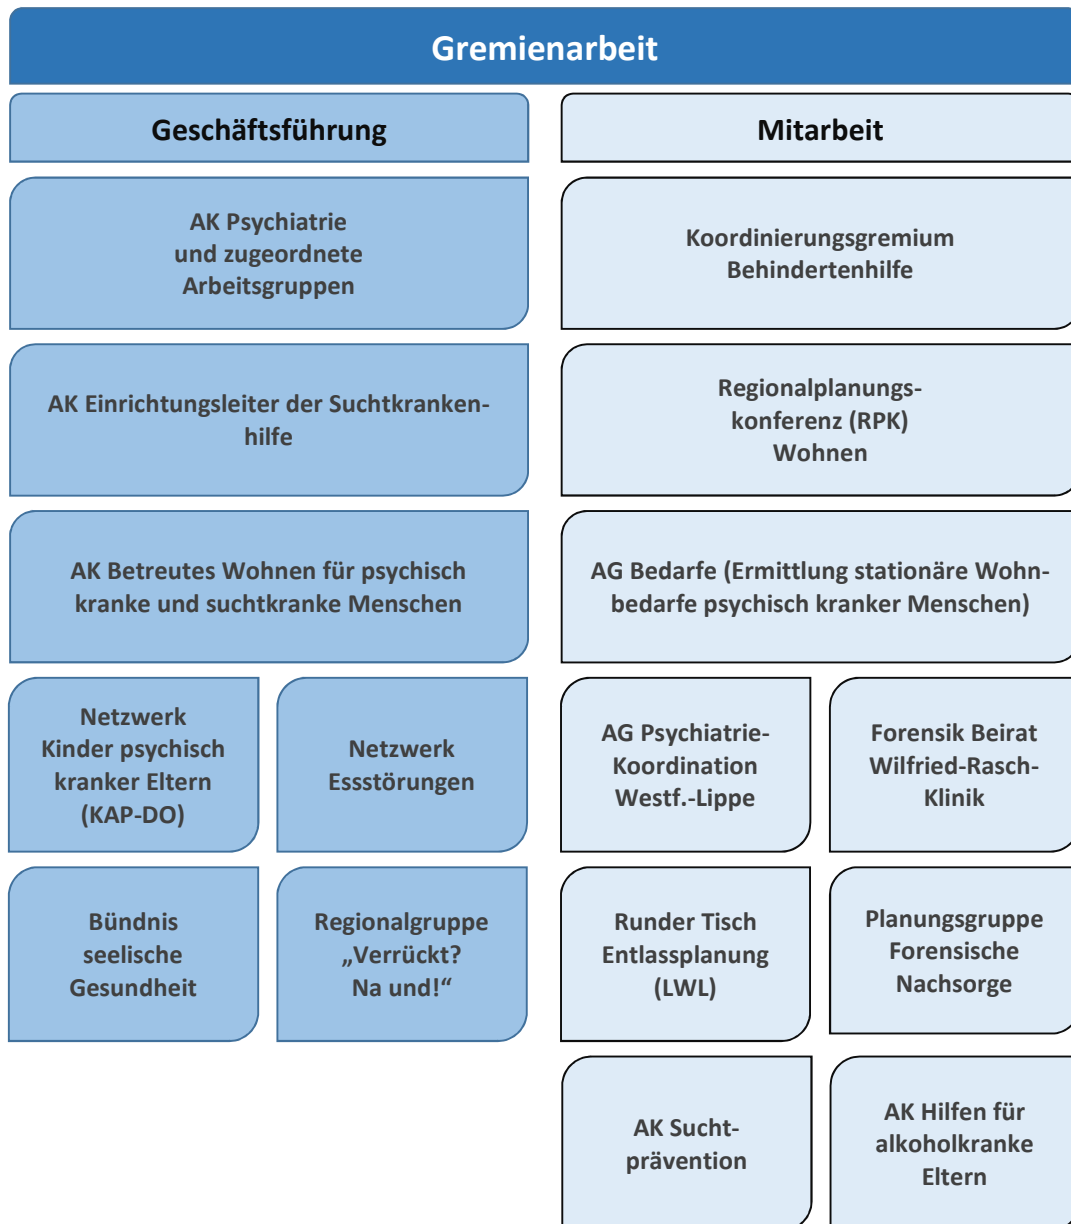 Gremienarbeit
Geschäftsführung
AK Psychiatrie
und zugeordnete
Arbeitsgruppen
AK Einrichtungsleiter der Suchtkranken-
hilfe
AK Betreutes Wohnen für psychisch
kranke und suchtkranke Menschen
Netzwerk
Kinder psychisch
kranker Eltern
(KAP-DO)
Netzwerk
Essstörungen
Bündnis
seelische
Gesundheit
Regionalgruppe
„Verrückt?
Na und!“
Mitarbeit
Koordinierungsgremium
Behindertenhilfe
Regionalplanungs-
konferenz (RPK)
Wohnen
AG Bedarfe (Ermittlung stationäre Wohn-
bedarfe psychisch kranker Menschen)
AG Psychiatrie-
Koordination
Westf.-Lippe
Forensik Beirat
Wilfried-Rasch-
Klinik
Runder Tisch
Entlassplanung
(LWL)
Planungsgruppe
Forensische
Nachsorge
AK Sucht-
prävention
AK Hilfen für
alkoholkranke
Eltern